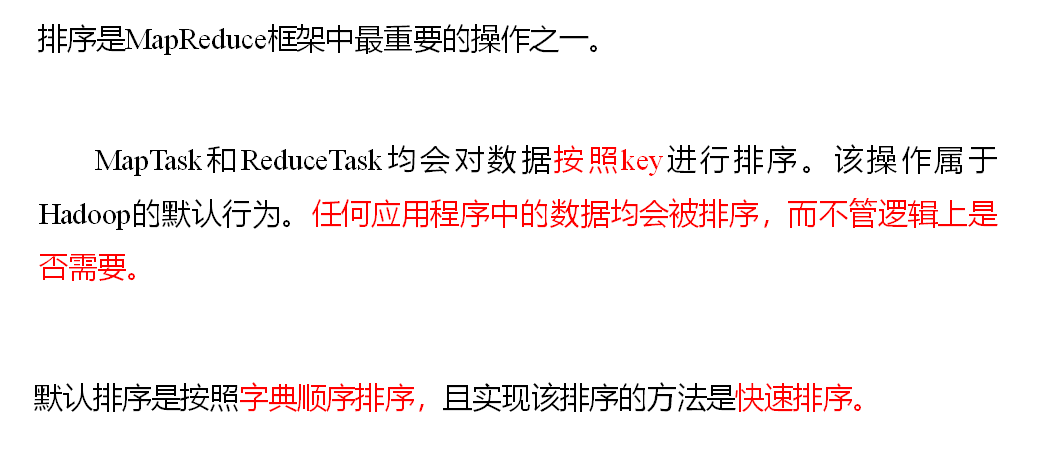 排序是MapReduce框架中最重要的操作之一。
MapTask和ReduceTask均会对数据按照key进行排序。该操作属于
Hadoop的默认行为。任何应用程序中的数据均会被排序，而不管逻辑上是
否需要。
默认排序是按照字典顺序排序，且实现该排序的方法是快速排序。